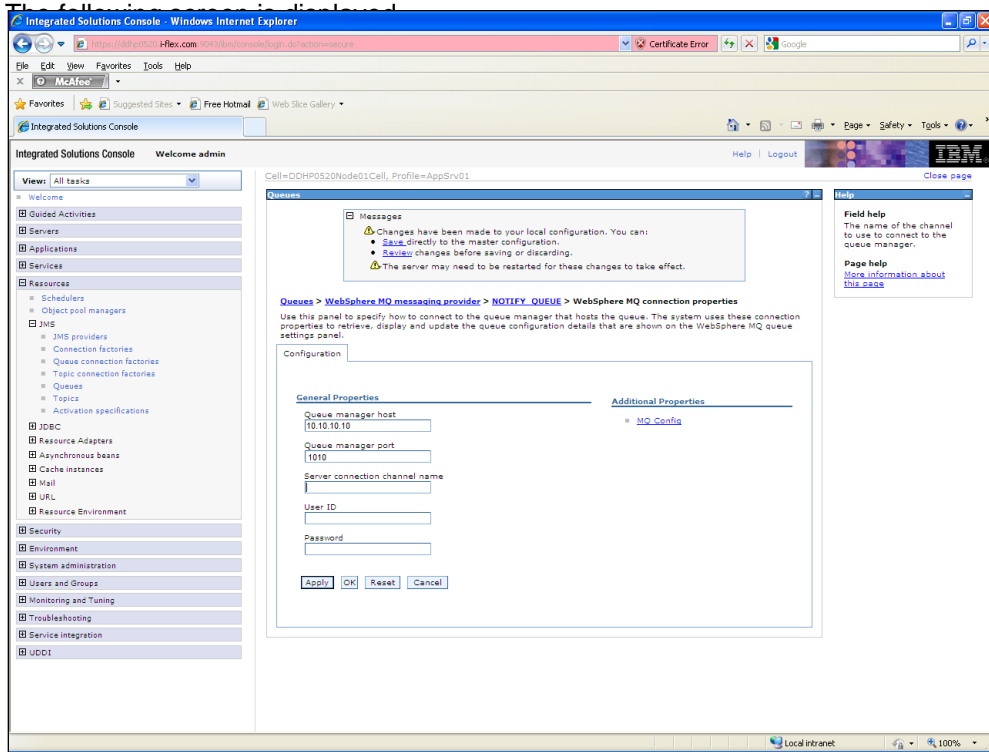 The following screen is displayed
Integrated Solutions Console - Windows Internet Explorer
https://ddhp0520.i-flex.com:9043/ibm/console/login.do?action=secure
Certificate Error
Google
File Edit View Favorites Tools Help
X McAfee
Favorites Suggested Sites Free Hotmail Web Slice Gallery
Integrated Solutions Console
Page Safety Tools
Integrated Solutions Console Welcome admin
Help | Logout
IBM
View: All tasks
Welcome
Guided Activities
Servers
Applications
Services
Resources
Schedulers
Object pool managers
JMS
JMS providers
Connection factories
Queue connection factories
Topic connection factories
Queues
Topics
Activation specifications
JDBC
Resource Adapters
Asynchronous beans
Cache instances
Mail
URL
Resource Environment
Security
Environment
System administration
Users and Groups
Monitoring and Tuning
Troubleshooting
Service integration
UDDI
Cell=DDHP0520Node01Cell, Profile=AppSrv01
Close page
Queues
Messages
Changes have been made to your local configuration. You can:
Save directly to the master configuration.
Review changes before saving or discarding.
The server may need to be restarted for these changes to take effect.
Queues > WebSphere MQ messaging provider > NOTIFY_QUEUE > WebSphere MQ connection properties
Use this panel to specify how to connect to the queue manager that hosts the queue. The system uses these connection
properties to retrieve, display and update the queue configuration details that are shown on the WebSphere MQ queue
settings panel.
Configuration
General Properties
Queue manager host
10.10.10.10
Queue manager port
1010
Server connection channel name
User ID
Password
Apply OK Reset Cancel
Additional Properties
MQ Config
Help
Field help
The name of the channel
to use to connect to the
queue manager.
Page help
More information about
this page
Local intranet
100%